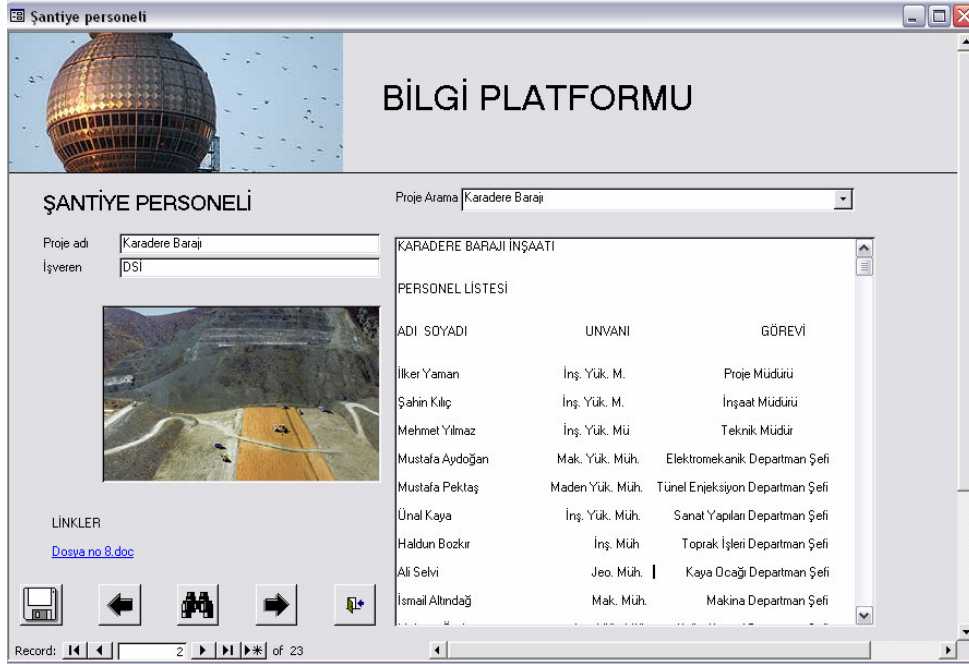 Şantiye personeli
BİLGİ PLATFORMU
ŞANTİYE PERSONELİ
Proje Arama Karadere Barajı
Proje adı Karadere Barajı
İşveren DSİ
KARADERE BARAJI İNŞAATI
PERSONEL LİSTESİ
ADI SOYADI UNVANI GÖREVİ
İlker Yaman İnş. Yük. M. Proje Müdürü
Şahin Kılıç İnş. Yük. M. İnşaat Müdürü
Mehmet Yılmaz İnş. Yük. Mü Teknik Müdür
Mustafa Aydoğan Mak. Yük. Müh. Elektromekanik Departman Şefi
Mustafa Pektaş Maden Yük. Müh. Tünel Enjeksiyon Departman Şefi
Ünal Kaya İnş. Yük. Müh. Sanat Yapıları Departman Şefi
Haldun Bozkır İnş. Müh Toprak İşleri Departman Şefi
Ali Selvi Jeo. Müh. Kaya Ocağı Departman Şefi
İsmail Altındağ Mak. Müh. Makina Departman Şefi
LİNKLER
Dosya no 8.doc
Record: 2 of 23